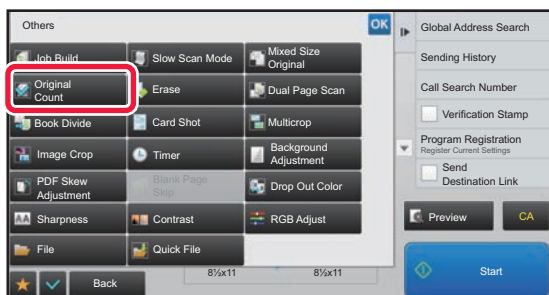 Others
OK
Job Build
Slow Scan Mode
Mixed Size
Original
Original
Count
Erase
Dual Page Scan
Book Divide
Card Shot
Multicrop
Image Crop
Timer
Background
Adjustment
PDF Skew
Adjustment
Blank Page
Skip
Drop Out Color
AA Sharpness
Contrast
RGB Adjust
File
Quick File
Back
8½x11
8½x11
Global Address Search
Sending History
Call Search Number
Verification Stamp
Program Registration
Register Current Settings
Send
Destination Link
Preview
CA
Start